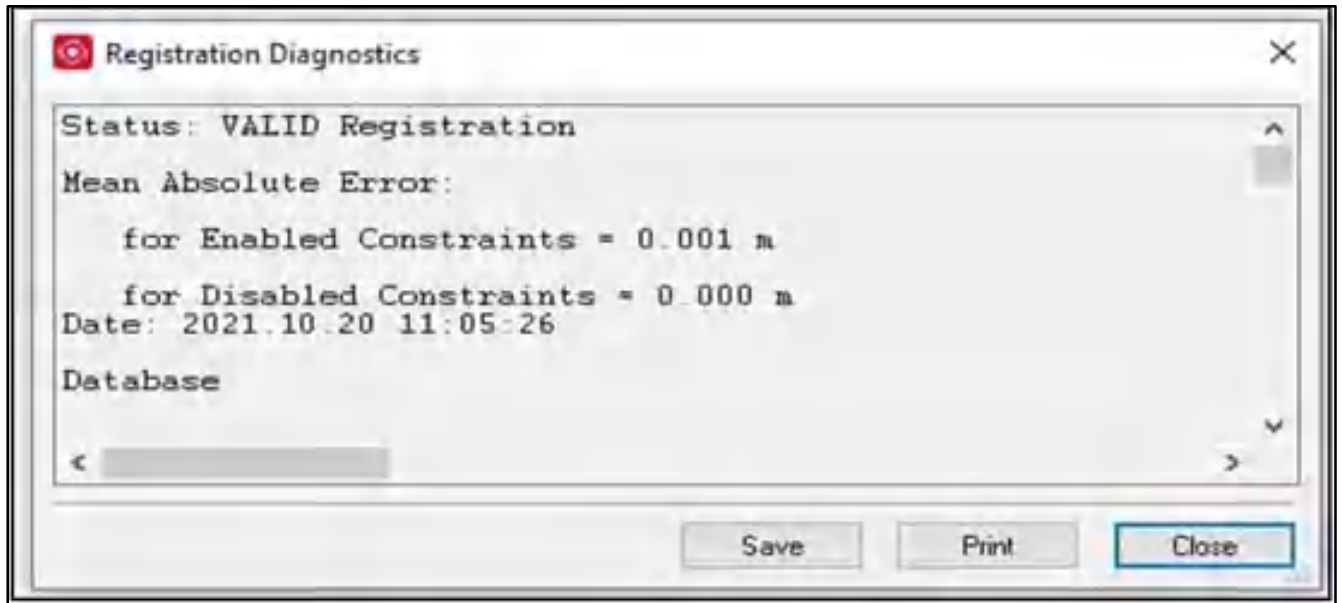 Registration Diagnostics
Status: VALID Registration
Mean Absolute Error:
for Enabled Constraints = 0.001 m
for Disabled Constraints = 0.000 m
Date: 2021.10.20 11:05:26
Database
Save Print Close